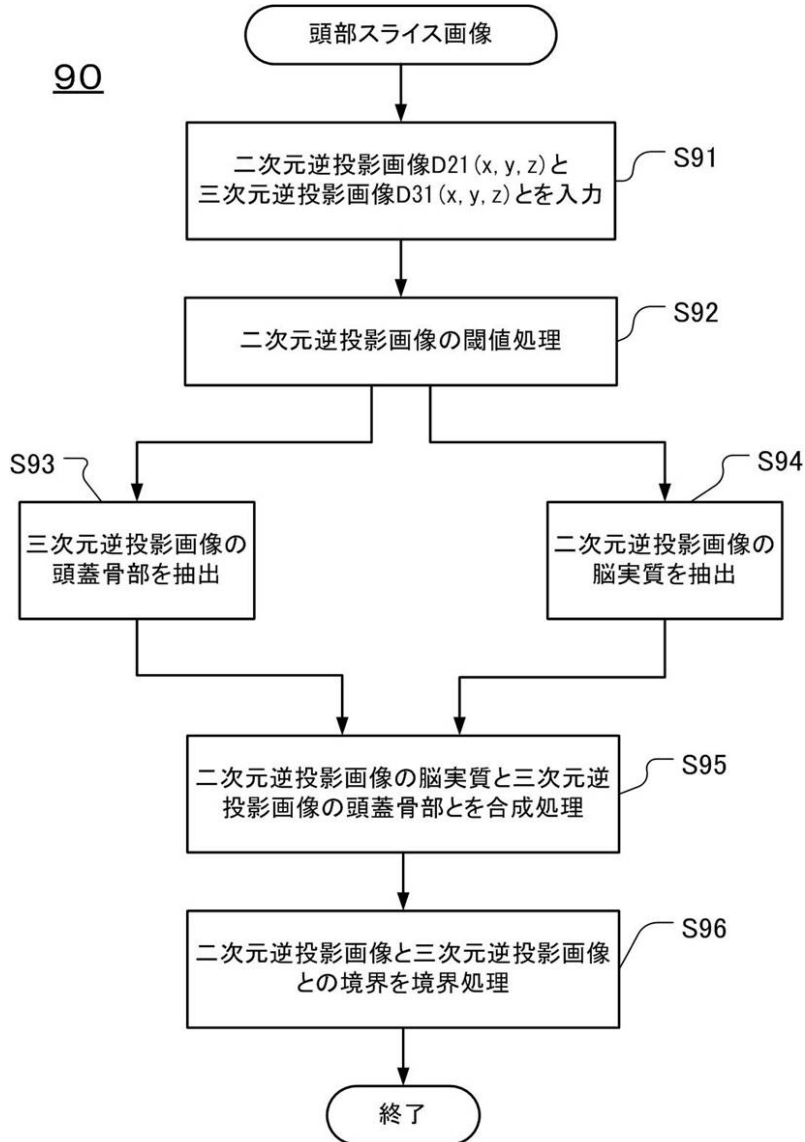 頭部スライス画像
90
二次元逆投影画像D21(x, y, z)と
三次元逆投影画像D31(x, y, z)とを入力
S91
二次元逆投影画像の閾値処理
S92
S93
三次元逆投影画像の
頭蓋骨部を抽出
S94
二次元逆投影画像の
脳実質を抽出
二次元逆投影画像の脳実質と三次元逆
投影画像の頭蓋骨部とを合成処理
S95
二次元逆投影画像と三次元逆投影画像
との境界を境界処理
S96
終了